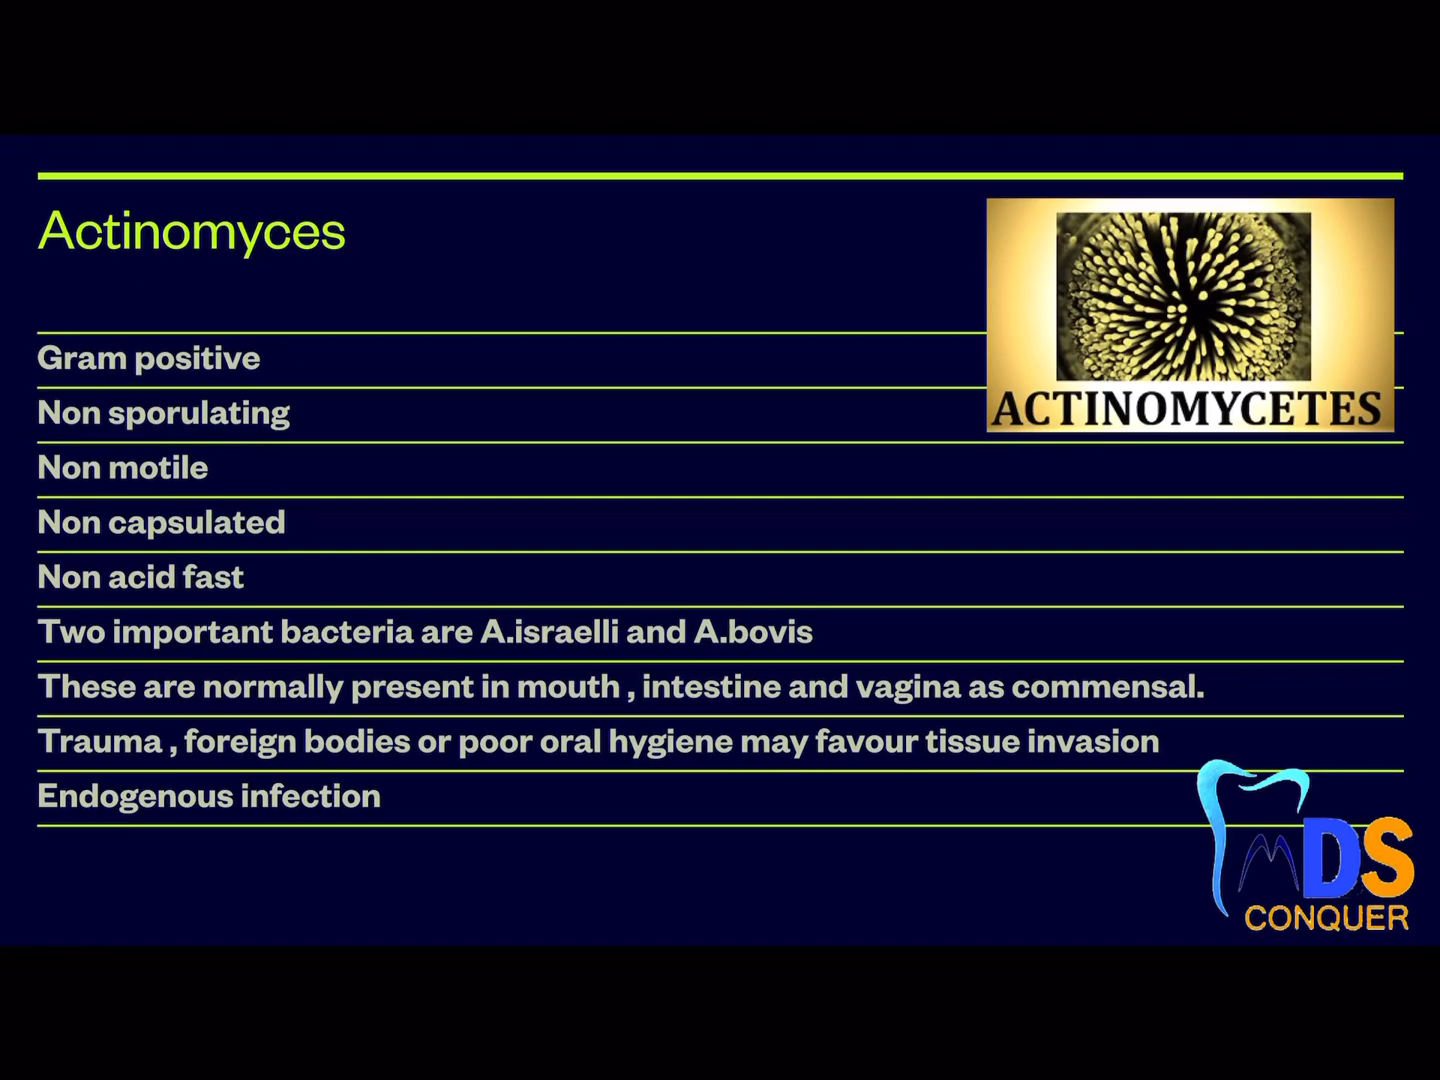 Actinomyces
ACTINOMYCETES
Gram positive
Non sporulating
Non motile
Non capsulated
Non acid fast
Two important bacteria are A.israelli and A.bovis
These are normally present in mouth , intestine and vagina as commensal.
Trauma , foreign bodies or poor oral hygiene may favour tissue invasion
Endogenous infection
MDS
CONQUER